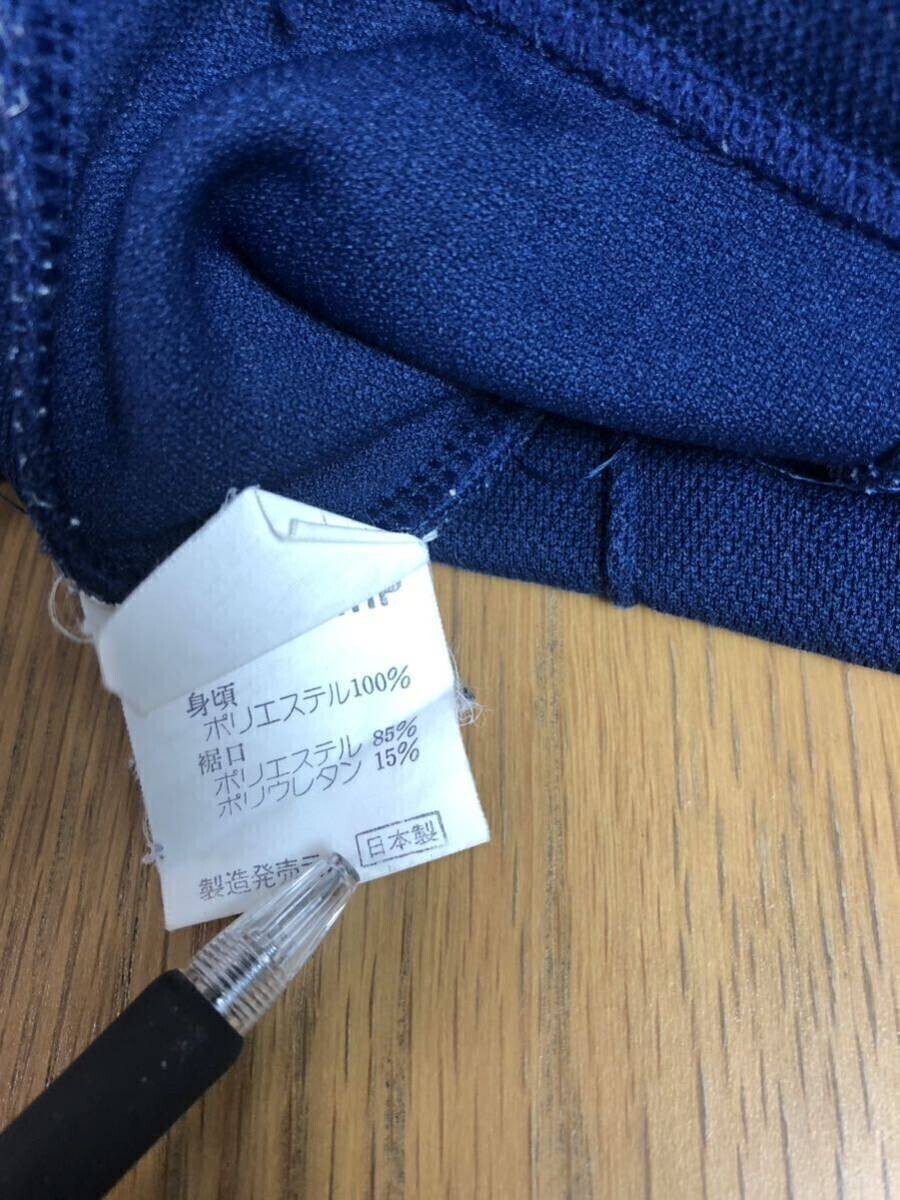 身頃
ポリエステル100%
裾口
ポリエステル 85%
ポリウレタン 15%
日本製
製造発売元